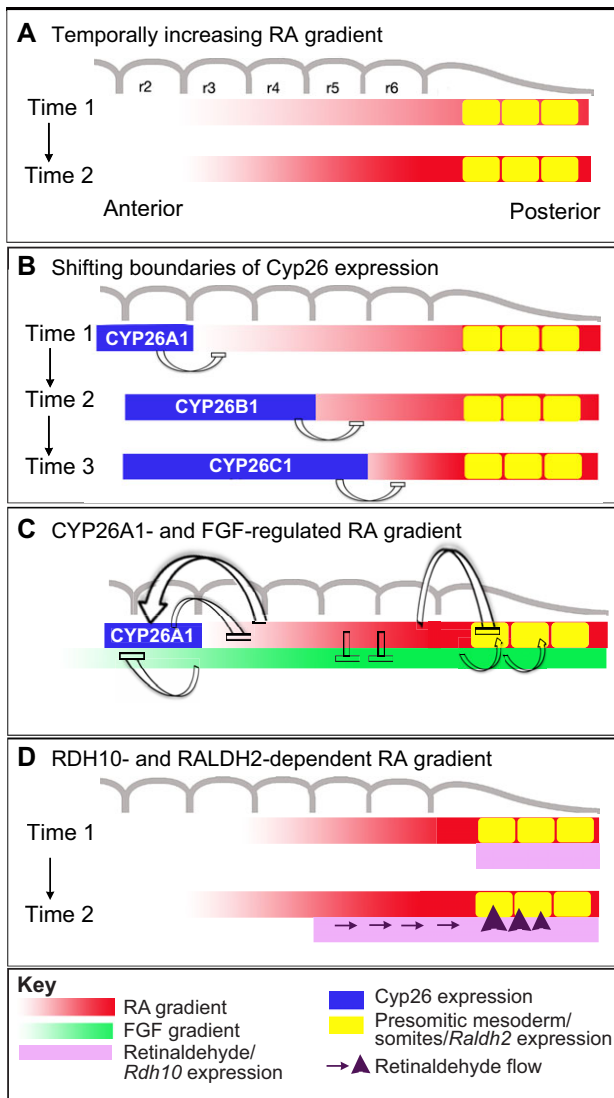 A Temporally increasing RA gradient
r2 r3 r4 r5 r6
Time 1
Time 2
Anterior Posterior
B Shifting boundaries of Cyp26 expression
Time 1
CYP26A1
Time 2
CYP26B1
Time 3
CYP26C1
C CYP26A1- and FGF-regulated RA gradient
CYP26A1
D RDH10- and RALDH2-dependent RA gradient
Time 1
Time 2
Key
RA gradient
FGF gradient
Retinaldehyde/
Rdh10 expression
Cyp26 expression
Presomitic mesoderm/
somites/Raldh2 expression
Retinaldehyde flow